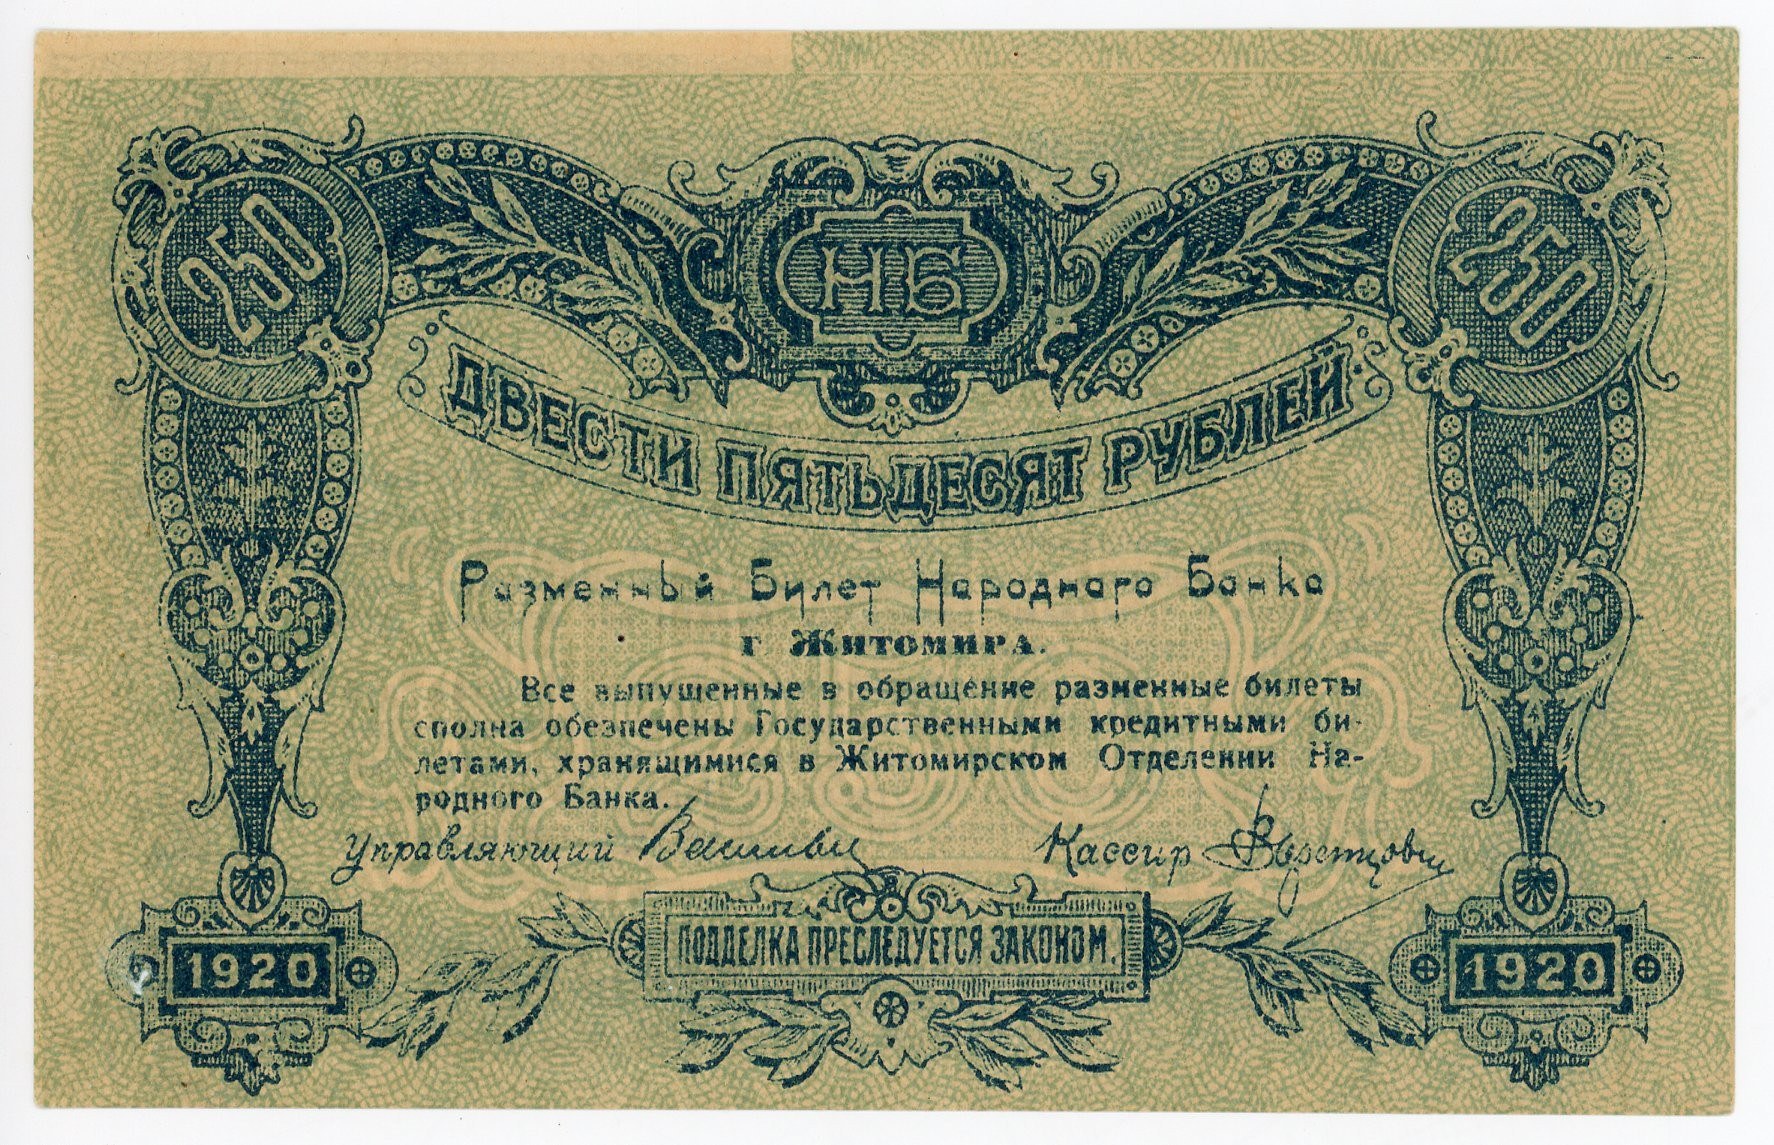 250 НБ 250
ДВЕСТИ ПЯТЬДЕСЯТ РУБЛЕЙ
Разменный Билет Народного Банка
г Житомира.
Все выпущенные в обращение разменные билеты
сполна обезпечены Государственными кредитными би-
летами, хранящимися в Житомирском Отделении На-
родного Банка.
Управляющий Кассир
ПОДДЕЛКА ПРЕСЛЕДУЕТСЯ ЗАКОНОМ.
1920 1920